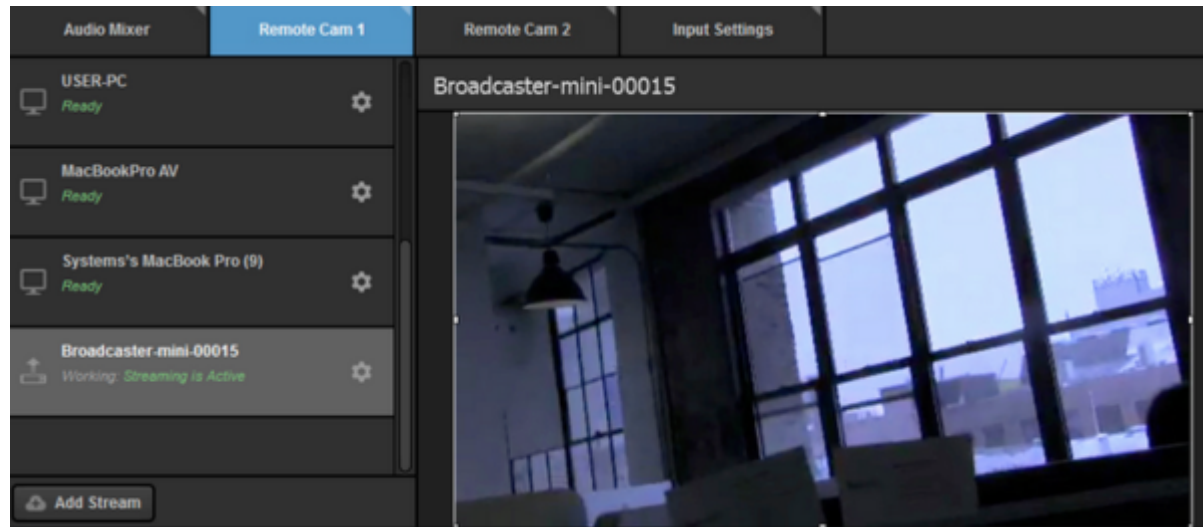 Audio Mixer
Remote Cam 1
Remote Cam 2
Input Settings
USER-PC
Ready
MacBookPro AV
Ready
Systems's MacBook Pro (9)
Ready
Broadcaster-mini-00015
Working: Streaming is Active
Add Stream
Broadcaster-mini-00015